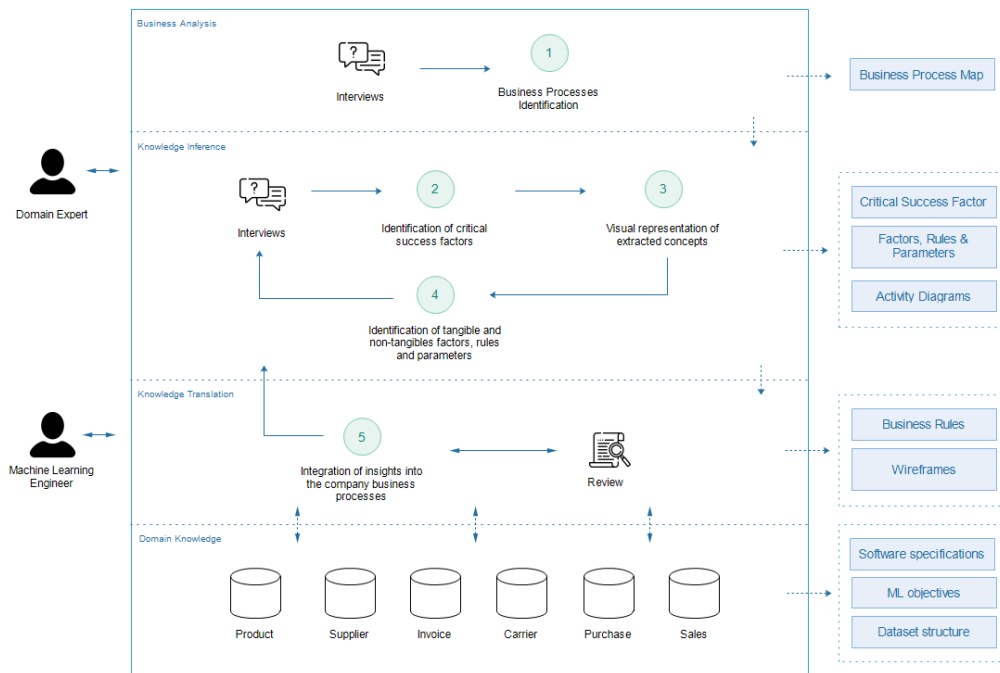 Business Analysis
1
Interviews
Business Processes
Identification
Business Process Map
Knowledge Inference
Domain Expert
2
3
Interviews
Identification of critical
success factors
Visual representation of
extracted concepts
Critical Success Factor
Factors, Rules &
Parameters
Activity Diagrams
4
Identification of tangible and
non-tangibles factors, rules
and parameters
Knowledge Translation
Machine Learning
Engineer
5
Integration of insights into
the company business
processes
Review
Business Rules
Wireframes
Domain Knowledge
Product
Supplier
Invoice
Carrier
Purchase
Sales
Software specifications
ML objectives
Dataset structure